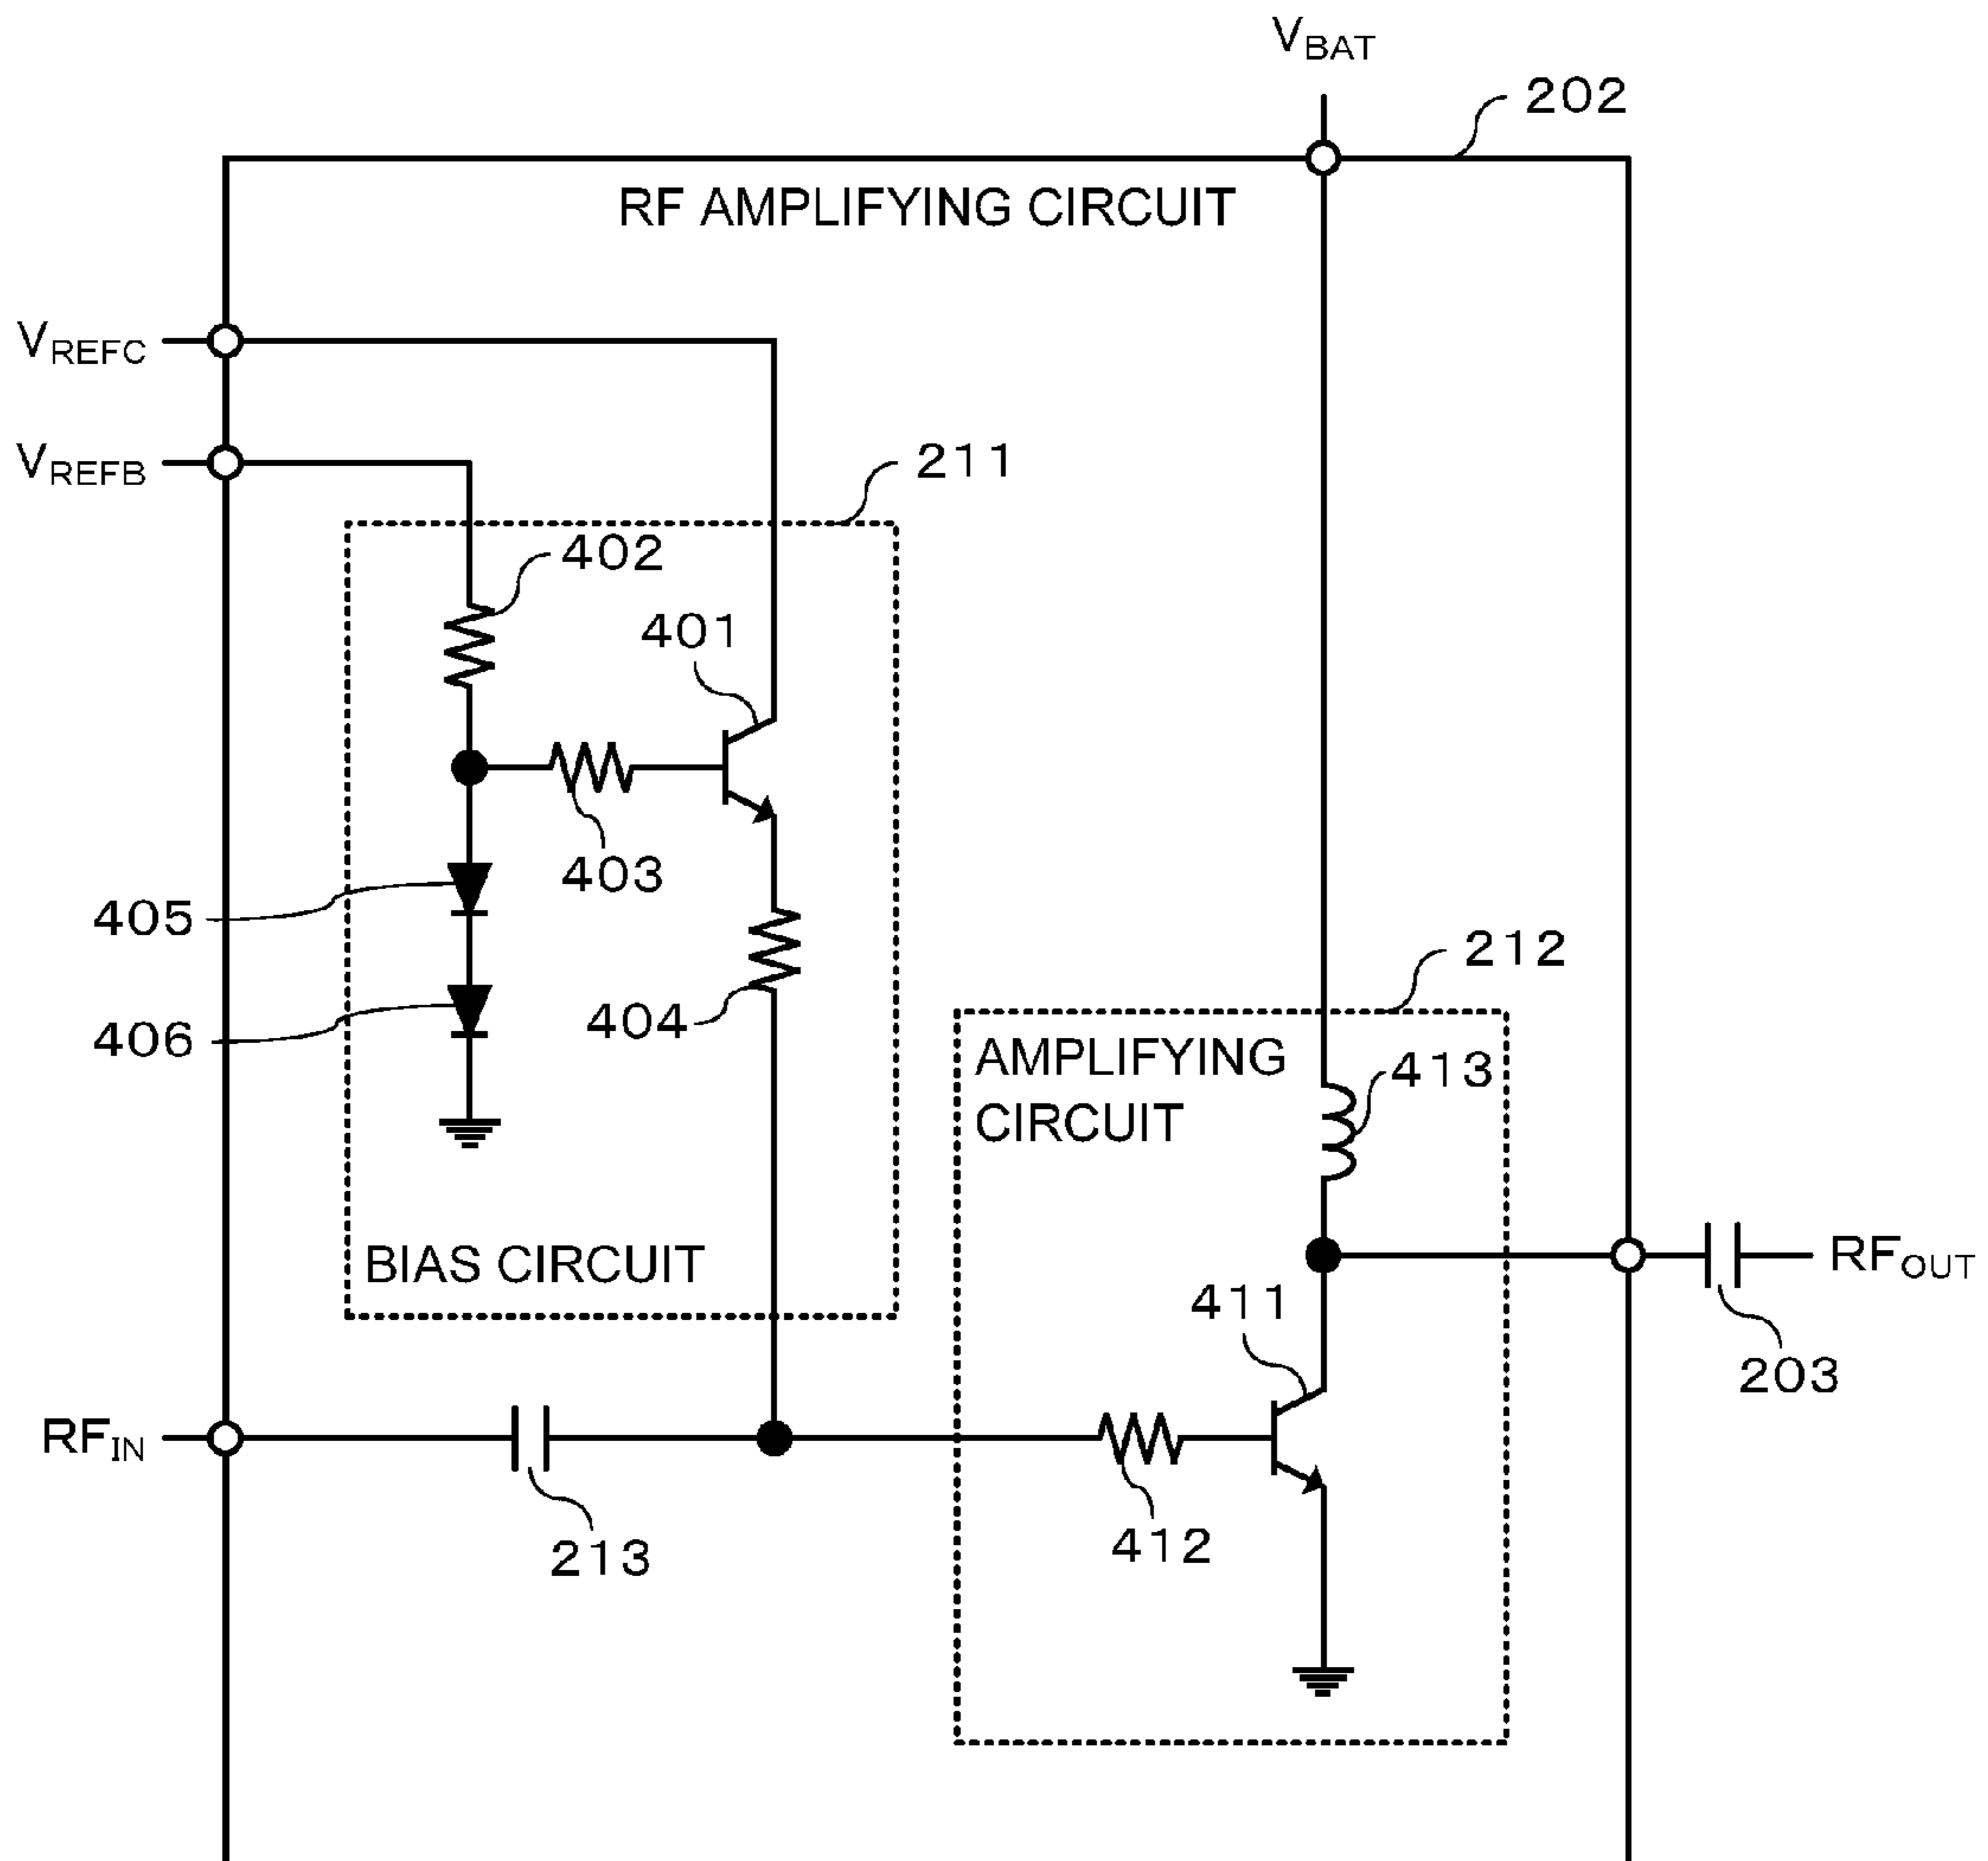 VBAT
202
RF AMPLIFYING CIRCUIT
VREFC
VREFB
211
402
401
403
405
404
406
212
AMPLIFYING
CIRCUIT
413
BIAS CIRCUIT
RFOUT
411
203
RFIN
412
213